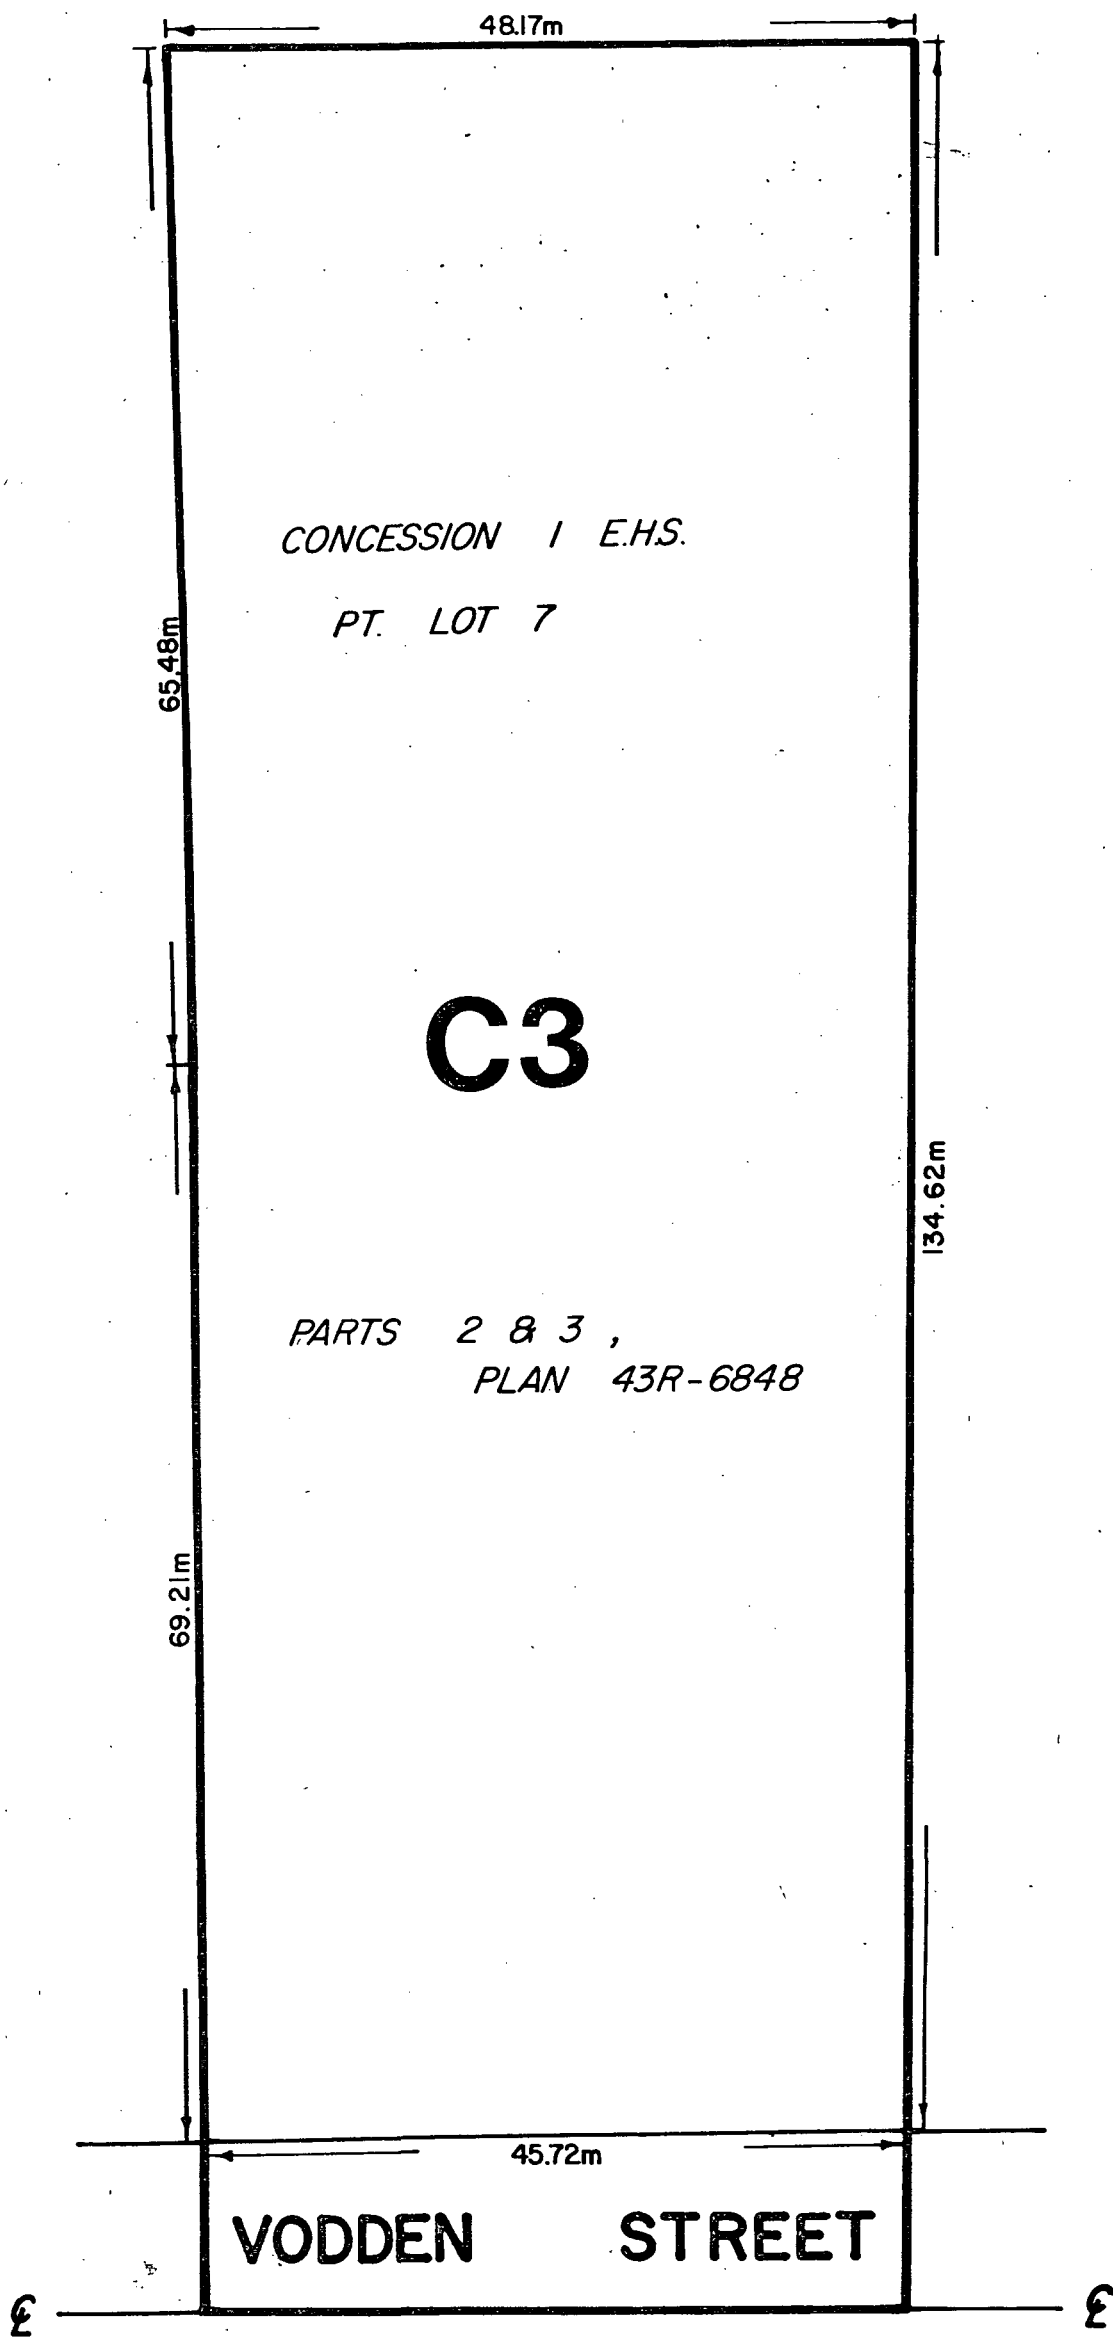 48.17m
CONCESSION 1 E.H.S.
PT. LOT 7
65.48m
C3
134.62m
PARTS 2 & 3,
PLAN 43R-6848
69.21m
45.72m
VODDEN STREET
℄ ℄